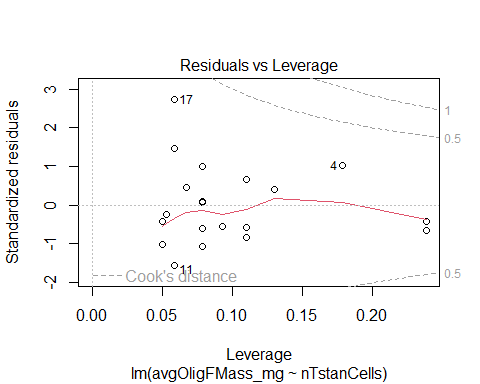 Residuals vs Leverage
Standardized residuals
3
2
1
0
-1
-2
17
4
11
1
0.5
0.5
Cook's distance
0.00 0.05 0.10 0.15 0.20
Leverage
lm(avgOligFMass_mg ~ nTstanCells)